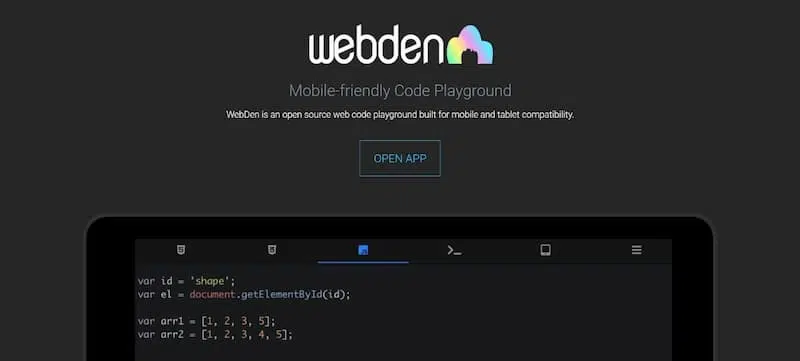 webden
Mobile-friendly Code Playground
WebDen is an open source web code playground built for mobile and tablet compatibility.
OPEN APP
var id = 'shape';
var el = document.getElementById(id);
var arr1 = [1, 2, 3, 5];
var arr2 = [1, 2, 3, 4, 5];